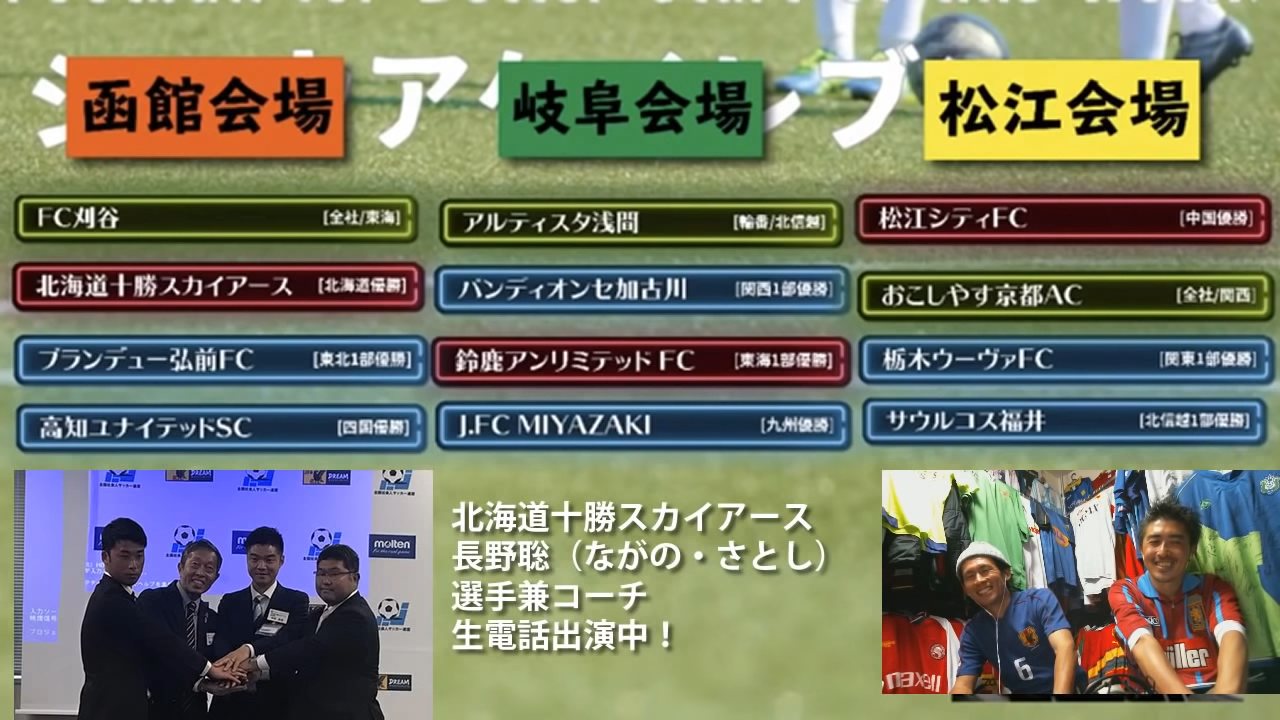 函館会場
岐阜会場
松江会場
FC刈谷 [全社/東海]
北海道十勝スカイアース [北海道優勝]
ブランデュー弘前FC [東北1部優勝]
高知ユナイテッドSC [四国優勝]
アルティスタ浅間 [輪番/北信越]
バンディオンセ加古川 [関西1部優勝]
鈴鹿アンリミテッド FC [東海1部優勝]
J.FC MIYAZAKI [九州優勝]
松江シティFC [中国優勝]
おこしやす京都AC [全社/関西]
栃木ウーヴァFC [関東1部優勝]
サウルコス福井 [北信越1部優勝]
北海道十勝スカイアース
長野聡（ながの・さとし）
選手兼コーチ
生電話出演中！
molten
DREAM
6
maxell
müller